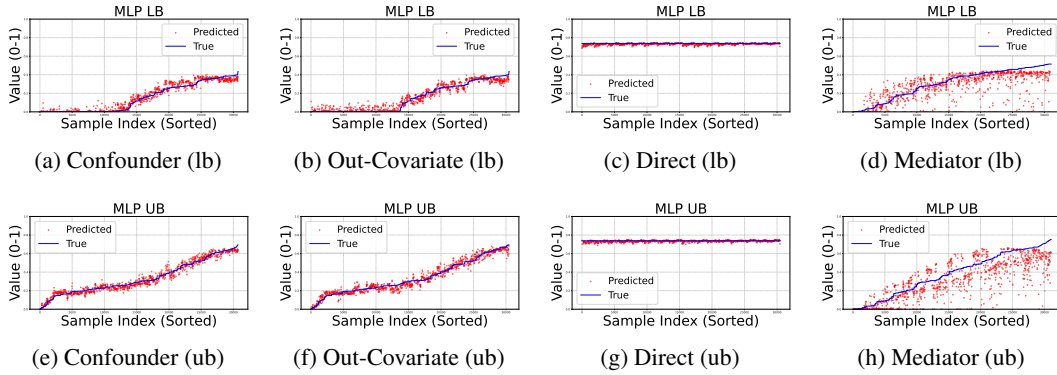 MLP LB
Value (0-1)
Predicted
True
Sample Index (Sorted)
(a) Confounder (lb)
MLP LB
Value (0-1)
Predicted
True
Sample Index (Sorted)
(b) Out-Covariate (lb)
MLP LB
Value (0-1)
Predicted
True
Sample Index (Sorted)
(c) Direct (lb)
MLP LB
Value (0-1)
Predicted
True
Sample Index (Sorted)
(d) Mediator (lb)
MLP UB
Value (0-1)
Predicted
True
Sample Index (Sorted)
(e) Confounder (ub)
MLP UB
Value (0-1)
Predicted
True
Sample Index (Sorted)
(f) Out-Covariate (ub)
MLP UB
Value (0-1)
Predicted
True
Sample Index (Sorted)
(g) Direct (ub)
MLP UB
Value (0-1)
Predicted
True
Sample Index (Sorted)
(h) Mediator (ub)